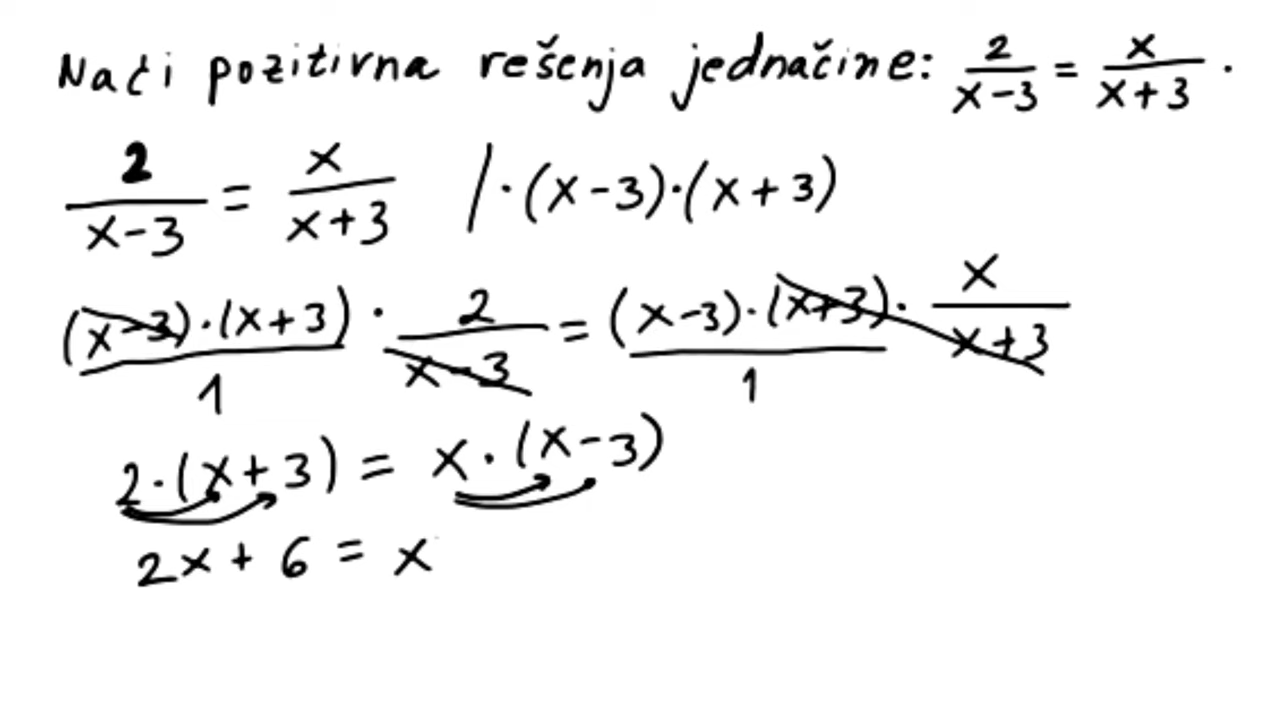 Naći pozitivna rešenja jednačine: 2/(x-3) = x/(x+3).
2/(x-3) = x/(x+3) /·(x-3)·(x+3)
(x-3)·(x+3)/1 · 2/(x-3) = (x-3)·(x+3)/1 · x/(x+3)
2·(x+3) = x·(x-3)
2x+6 = x